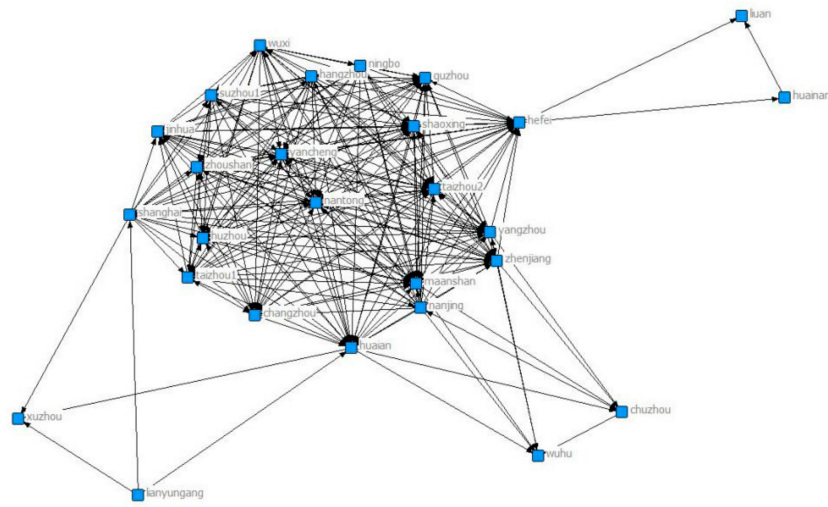 liuan
wuxi
ningbo
hangzhou
quzhou
suzhou1
huainan
shaoxing
hefei
jinhua
yancheng
zhoushan
taizhou2
nantong
shanghai
yangzhou
huzhou
zhenjiang
taizhou1
maanshan
nanjing
changzhou
huaian
chuzhou
xuzhou
wuhu
lianyungang